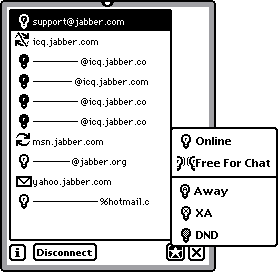 support@jabber.com
icq.jabber.com
@icq.jabber.co
@icq.jabber.com
@icq.jabber.co
@icq.jabber.co
msn.jabber.com
@jabber.org
yahoo.jabber.com
%hotmail.c
Online
Free For Chat
Away
XA
DND
i Disconnect